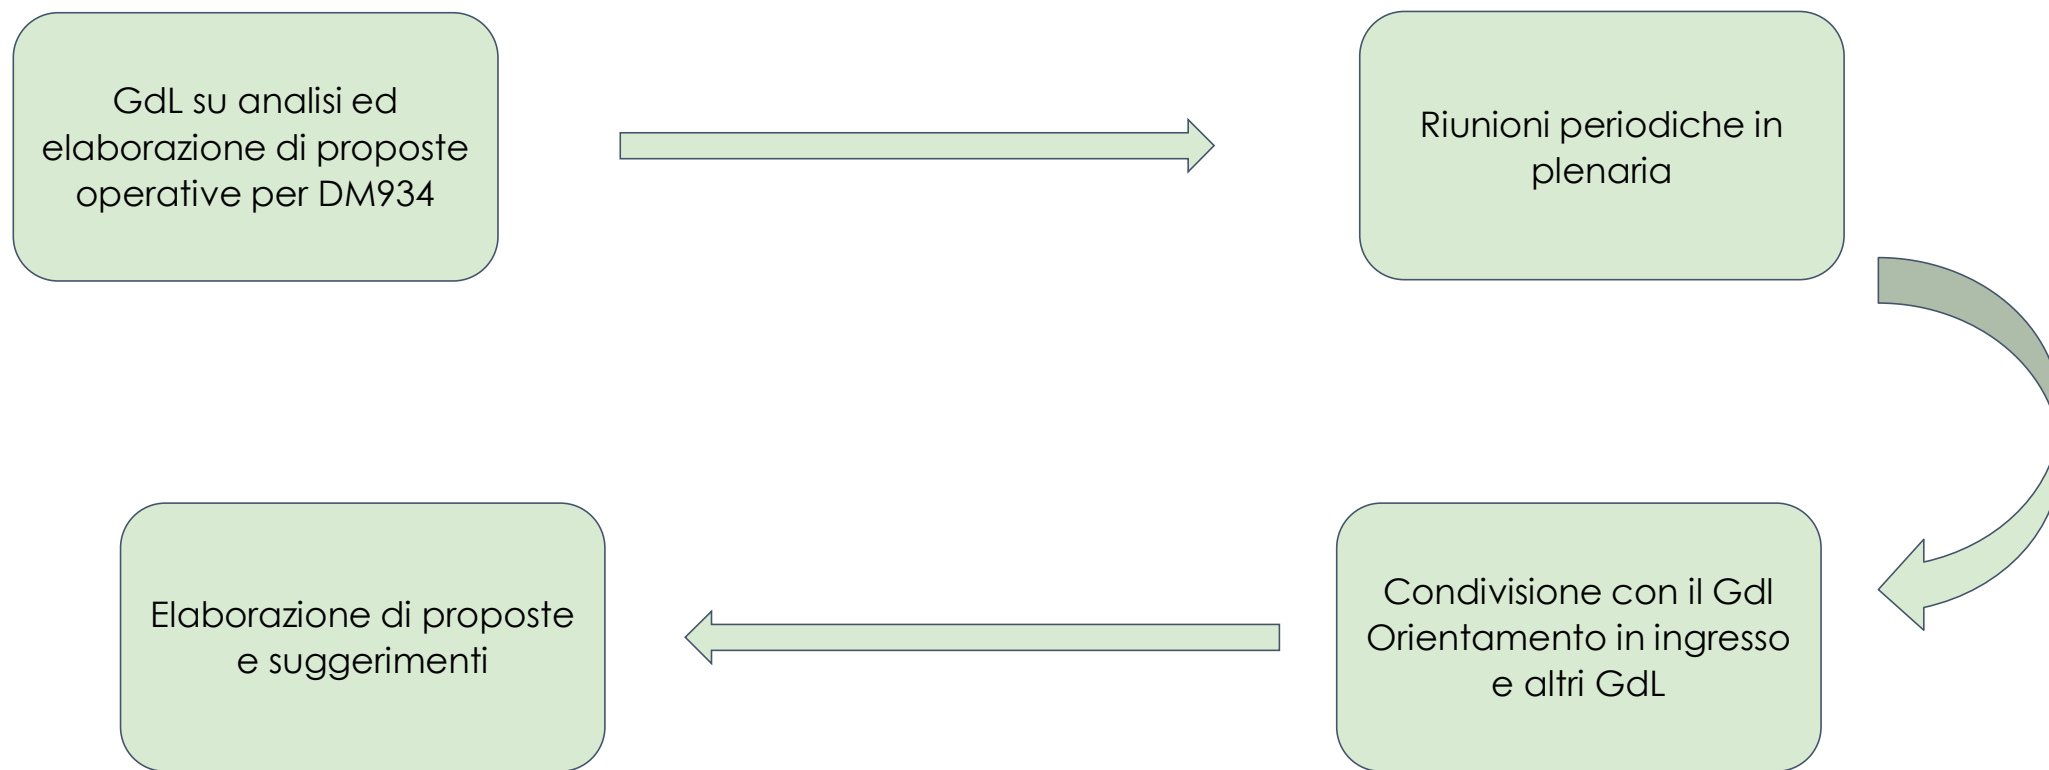 GdL su analisi ed
elaborazione di proposte
operative per DM934
Riunioni periodiche in
plenaria
Condivisione con il Gdl
Orientamento in ingresso
e altri GdL
Elaborazione di proposte
e suggerimenti